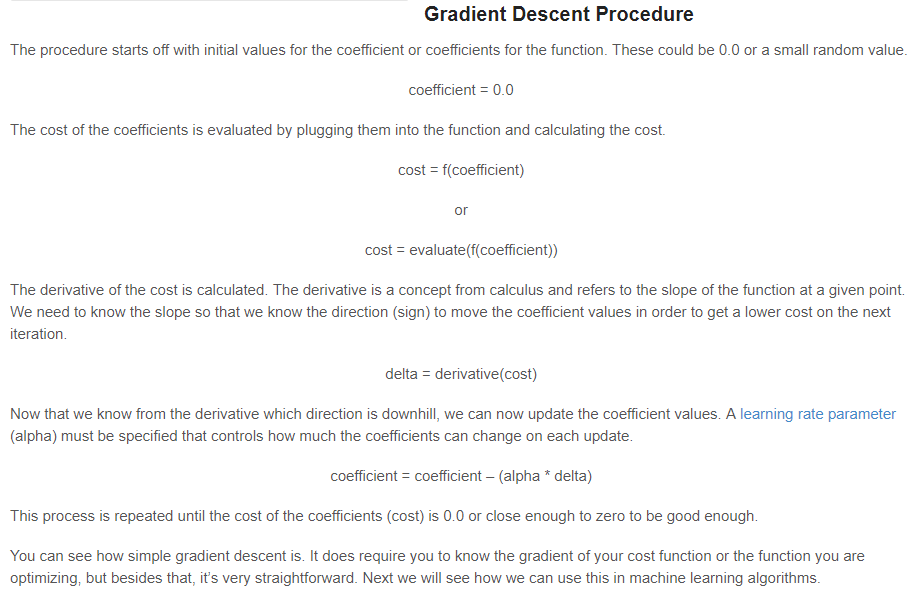 Gradient Descent Procedure
The procedure starts off with initial values for the coefficient or coefficients for the function. These could be 0.0 or a small random value.
coefficient = 0.0
The cost of the coefficients is evaluated by plugging them into the function and calculating the cost.
cost = f(coefficient)
or
cost = evaluate(f(coefficient))
The derivative of the cost is calculated. The derivative is a concept from calculus and refers to the slope of the function at a given point.
We need to know the slope so that we know the direction (sign) to move the coefficient values in order to get a lower cost on the next
iteration.
delta = derivative(cost)
Now that we know from the derivative which direction is downhill, we can now update the coefficient values. A learning rate parameter
(alpha) must be specified that controls how much the coefficients can change on each update.
coefficient = coefficient – (alpha * delta)
This process is repeated until the cost of the coefficients (cost) is 0.0 or close enough to zero to be good enough.
You can see how simple gradient descent is. It does require you to know the gradient of your cost function or the function you are
optimizing, but besides that, it’s very straightforward. Next we will see how we can use this in machine learning algorithms.